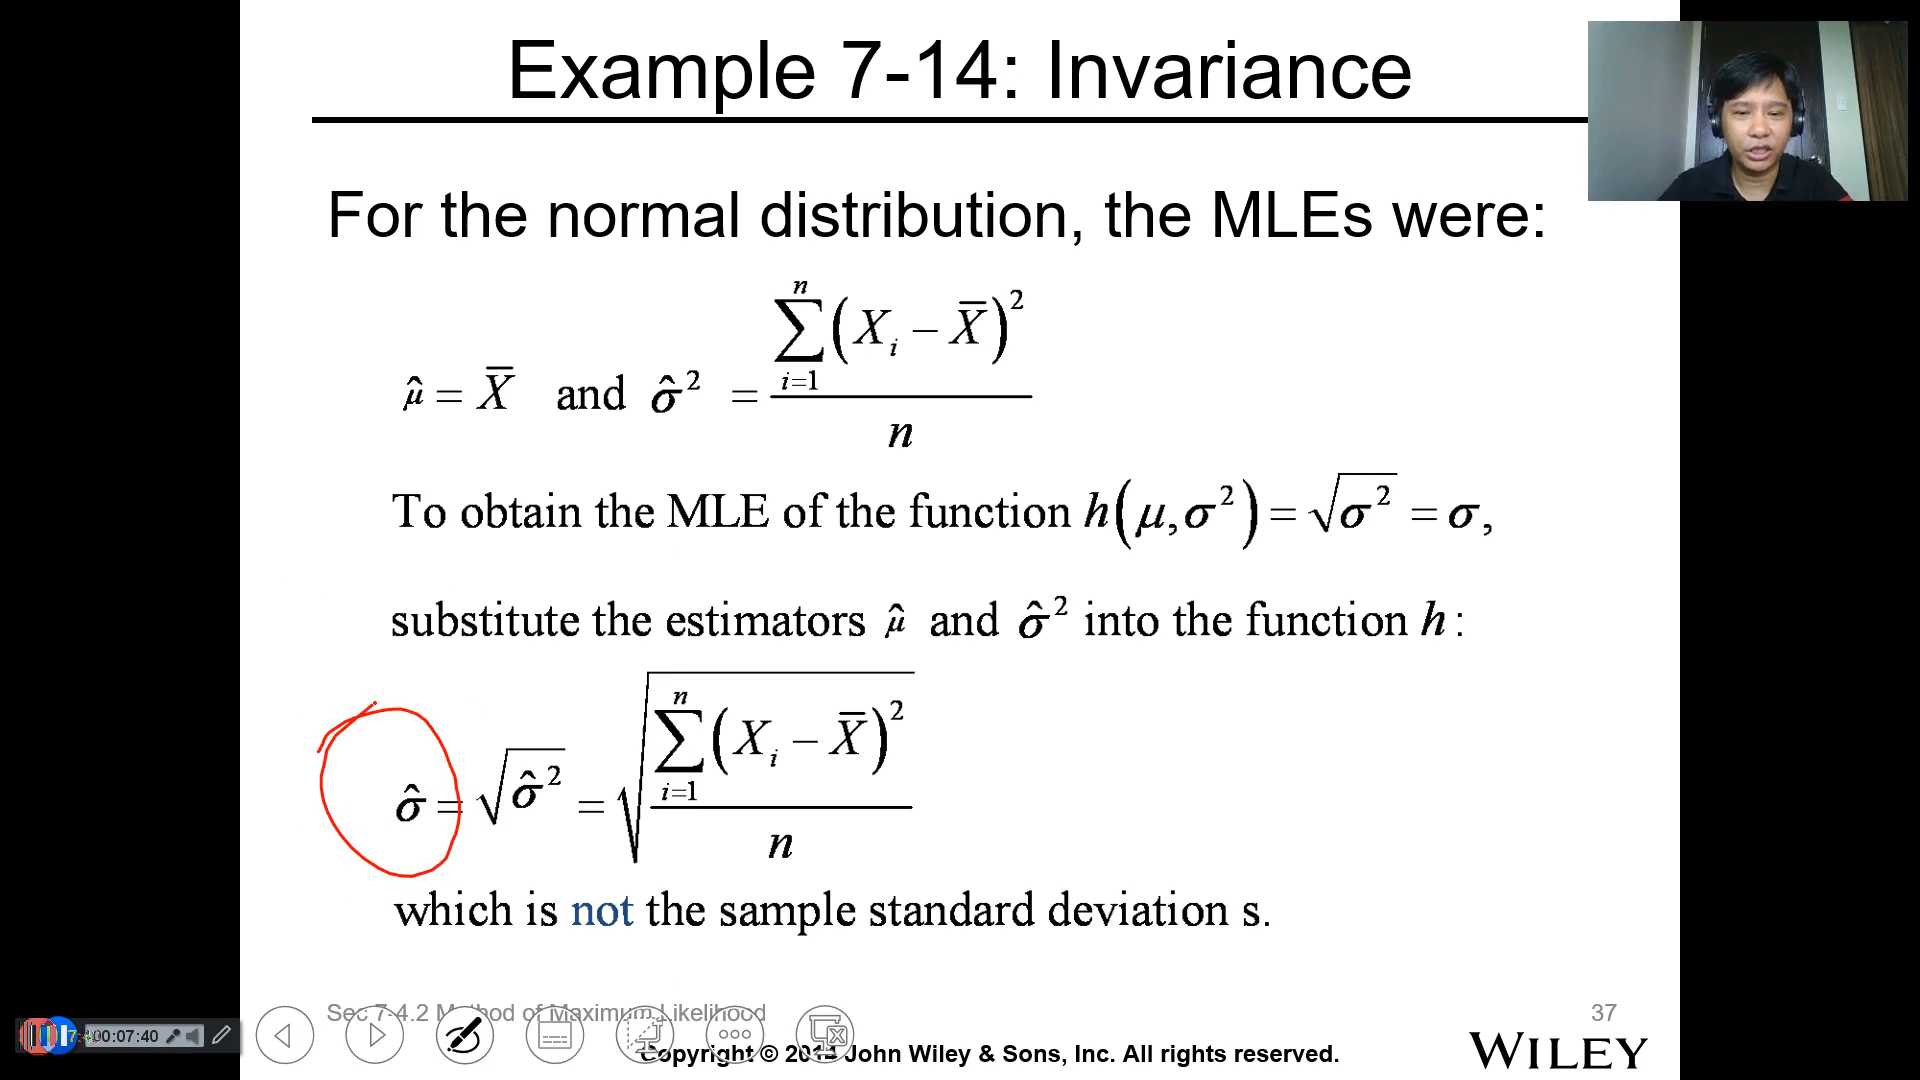 Example 7-14: Invariance
For the normal distribution, the MLEs were:
μ̂ = X̄ and σ̂² = ∑ᵢ₌₁ⁿ (Xᵢ − X̄)² / n
To obtain the MLE of the function h(μ,σ²) = √σ² = σ,
substitute the estimators μ̂ and σ̂² into the function h :
σ̂ = √σ̂² = √(∑ᵢ₌₁ⁿ (Xᵢ − X̄)² / n)
which is not the sample standard deviation s.
Sec 7-4.2 Method of Maximum Likelihood
37
Copyright © 2014 John Wiley & Sons, Inc. All rights reserved.
WILEY
00:07:40